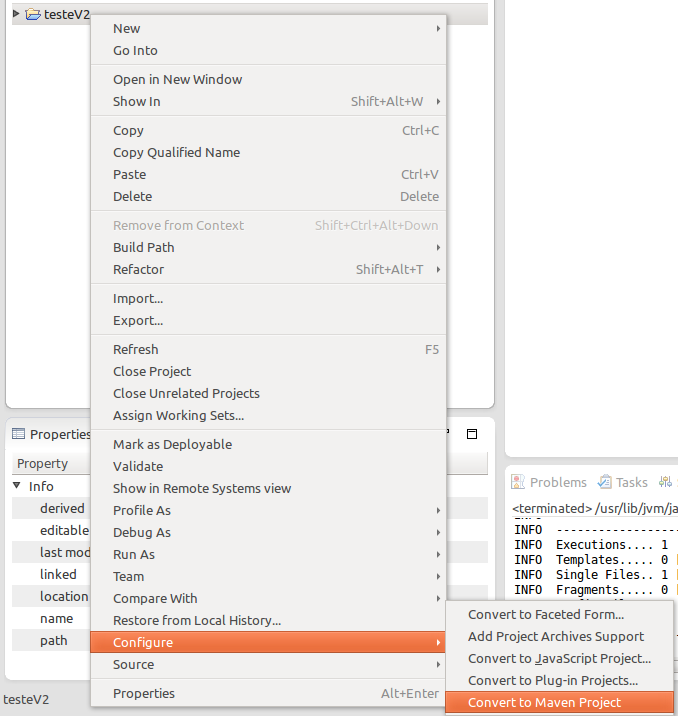 testeV2
New
Go Into
Open in New Window
Show In Shift+Alt+W
Copy Ctrl+C
Copy Qualified Name
Paste Ctrl+V
Delete Delete
Remove from Context Shift+Ctrl+Alt+Down
Build Path
Refactor Shift+Alt+T
Import...
Export...
Refresh F5
Close Project
Close Unrelated Projects
Assign Working Sets...
Mark as Deployable
Validate
Show in Remote Systems view
Profile As
Debug As
Run As
Team
Compare With
Restore from Local History...
Configure
Source
Properties Alt+Enter
Convert to Faceted Form...
Add Project Archives Support
Convert to JavaScript Project...
Convert to Plug-in Projects...
Convert to Maven Project
Properties
Property
Info
derived
editable
last mod
linked
location
name
path
testeV2
Problems Tasks
<terminated> /usr/lib/jvm/ja
INFO --------------------
INFO Executions.... 1
INFO Templates..... 0
INFO Single Files.. 1
INFO Fragments..... 0